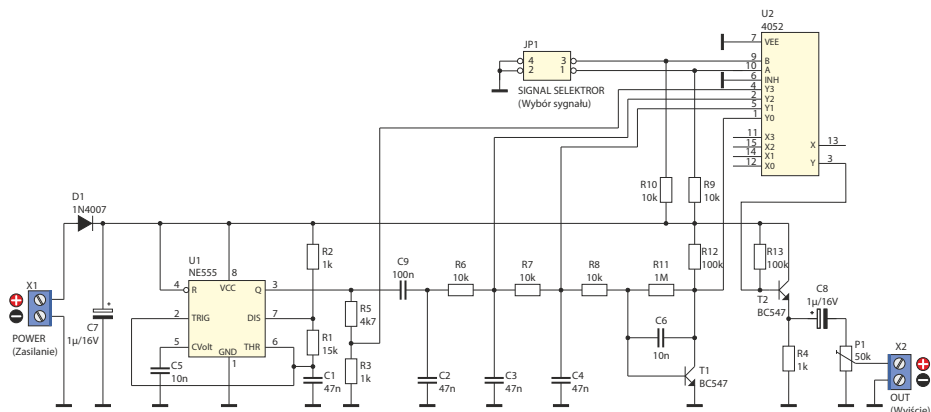 U2
4052
7 VEE
9 B
10 A
6 INH
4 Y3
2 Y2
5 Y1
1 Y0
11 X3
15 X2
14 X1
12 X0
X 13
Y 3
JP1
4 3
2 1
SIGNAL SELEKTROR
(Wybór sygnału)
R10
10k
R9
10k
D1
1N4007
U1
NE555
8
4 R VCC Q 3
2 TRIG DIS 7
5 CVolt THR 6
GND
1
R2
1k
R1
15k
C9
100n
R6
10k
R7
10k
R8
10k
R11
1M
R12
100k
R13
100k
X1
POWER
(Zasilanie)
C7
1µ/16V
C5
10n
C1
47n
R5
4k7
R3
1k
C2
47n
C3
47n
C4
47n
C6
10n
T1
BC547
T2
BC547
C8
1µ/16V
R4
1k
P1
50k
X2
OUT
(Wyjście)